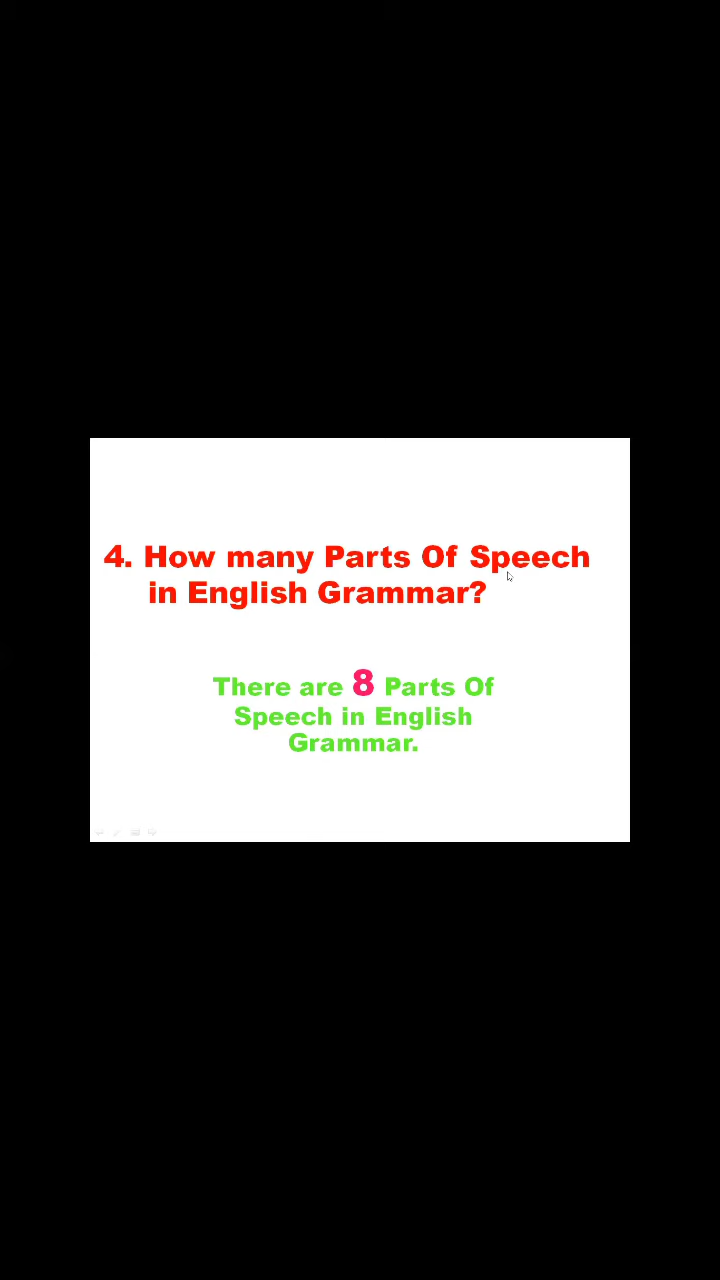 4. How many Parts Of Speech
in English Grammar?
There are 8 Parts Of
Speech in English
Grammar.